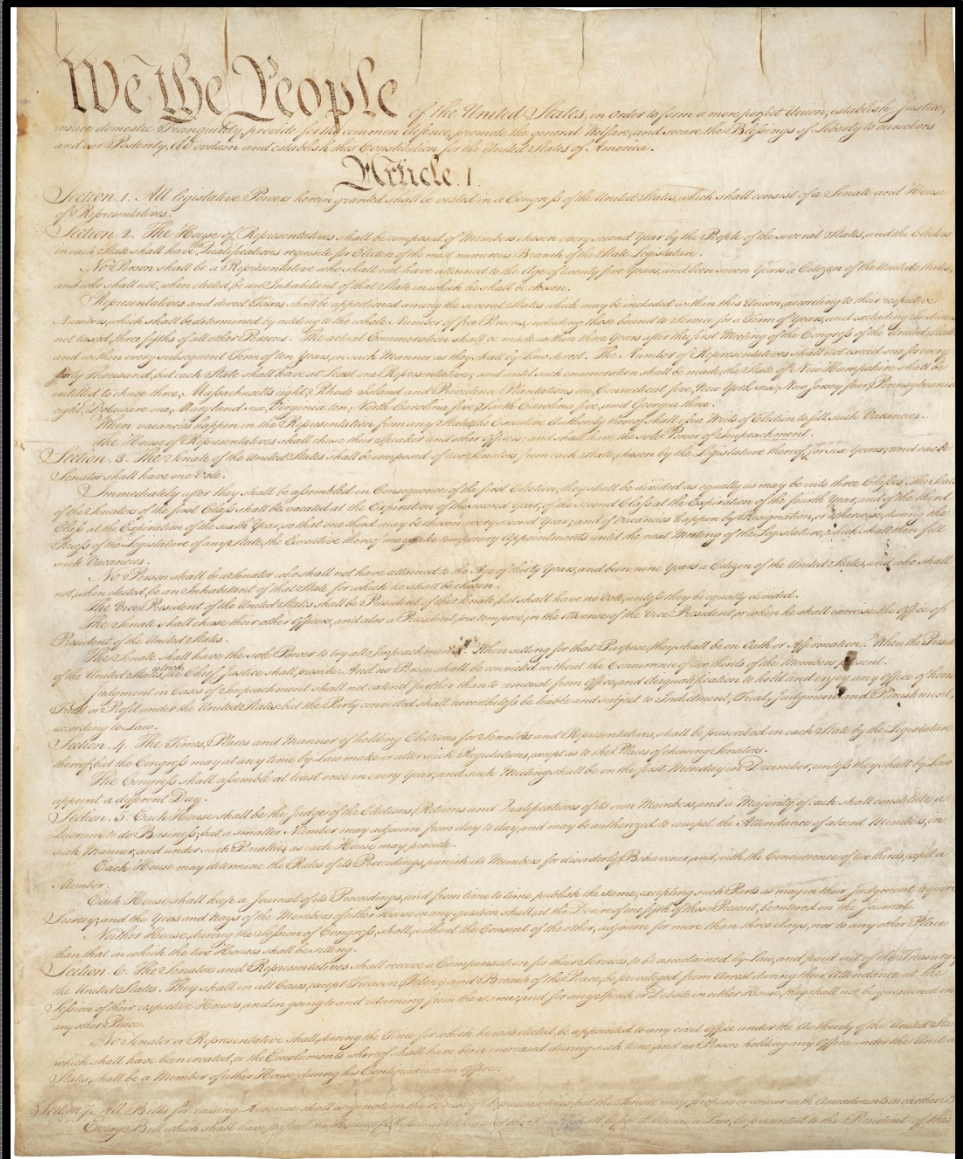 We the People of the United States, in order to form a more perfect Union, establish Justice,
insure domestic Tranquility, provide for the common defence, promote the general Welfare, and secure the Blessings of Liberty to ourselves
and our Posterity, do ordain and establish this Constitution for the United States of America.
Article. I.
Section. 1. All legislative Powers herein granted shall be vested in a Congress of the United States, which shall consist of a Senate and House
of Representatives.
Section. 2. The House of Representatives shall be composed of Members chosen every second Year by the People of the several States, and the Electors
in each State shall have the Qualifications requisite for Electors of the most numerous Branch of the State Legislature.
No Person shall be a Representative who shall not have attained to the Age of twenty five Years, and been seven Years a Citizen of the United States,
and who shall not, when elected, be an Inhabitant of that State in which he shall be chosen.
Representatives and direct Taxes shall be apportioned among the several States which may be included within this Union, according to their respective
Numbers, which shall be determined by adding to the whole Number of free Persons, including those bound to Service for a Term of Years, and excluding Indians
not taxed, three fifths of all other Persons. The actual Enumeration shall be made within three Years after the first Meeting of the Congress of the United States,
and within every subsequent Term of ten Years, in such Manner as they shall by Law direct. The Number of Representatives shall not exceed one for every
thirty Thousand, but each State shall have at Least one Representative; and until such enumeration shall be made, the State of New Hampshire shall be
entitled to chuse three, Massachusetts eight, Rhode Island and Providence Plantations one, Connecticut five, New York six, New Jersey four, Pennsylvania
eight, Delaware one, Maryland six, Virginia ten, North Carolina five, South Carolina five, and Georgia three.
When vacancies happen in the Representation from any State, the Executive Authority thereof shall issue Writs of Election to fill such Vacancies.
The House of Representatives shall chuse their Speaker and other Officers; and shall have the sole Power of Impeachment.
Section. 3. The Senate of the United States shall be composed of two Senators from each State, chosen by the Legislature thereof, for six Years; and each
Senator shall have one Vote.
Immediately after they shall be assembled in Consequence of the first Election, they shall be divided as equally as may be into three Classes. The Seats
of the Senators of the first Class shall be vacated at the Expiration of the second Year, of the second Class at the Expiration of the fourth Year, and of the third
Class at the Expiration of the sixth Year, so that one third may be chosen every second Year; and if Vacancies happen by Resignation, or otherwise, during the
Recess of the Legislature of any State, the Executive thereof may make temporary Appointments until the next Meeting of the Legislature, which shall then fill
such Vacancies.
No Person shall be a Senator who shall not have attained to the Age of thirty Years, and been nine Years a Citizen of the United States, and who shall
not, when elected, be an Inhabitant of that State for which he shall be chosen.
The Vice President of the United States shall be President of the Senate, but shall have no Vote, unless they be equally divided.
The Senate shall chuse their other Officers, and also a President pro tempore, in the Absence of the Vice President, or when he shall exercise the Office of
President of the United States.
The Senate shall have the sole Power to try all Impeachments. When sitting for that Purpose, they shall be on Oath or Affirmation. When the President
of the United States is tried, the Chief Justice shall preside: And no Person shall be convicted without the Concurrence of two thirds of the Members present.
Judgment in Cases of Impeachment shall not extend further than to removal from Office, and disqualification to hold and enjoy any Office of honor,
Trust or Profit under the United States: but the Party convicted shall nevertheless be liable and subject to Indictment, Trial, Judgment and Punishment,
according to Law.
Section. 4. The Times, Places and Manner of holding Elections for Senators and Representatives, shall be prescribed in each State by the Legislature
thereof; but the Congress may at any time by Law make or alter such Regulations, except as to the Places of chusing Senators.
The Congress shall assemble at least once in every Year, and such Meeting shall be on the first Monday in December, unless they shall by Law
appoint a different Day.
Section. 5. Each House shall be the Judge of the Elections, Returns and Qualifications of its own Members, and a Majority of each shall constitute a
Quorum to do Business; but a smaller Number may adjourn from day to day, and may be authorized to compel the Attendance of absent Members, in
such Manner, and under such Penalties as each House may provide.
Each House may determine the Rules of its Proceedings, punish its Members for disorderly Behaviour, and, with the Concurrence of two thirds, expel a
Member.
Each House shall keep a Journal of its Proceedings, and from time to time publish the same, excepting such Parts as may in their Judgment require
Secrecy; and the Yeas and Nays of the Members of either House on any question shall, at the Desire of one fifth of those Present, be entered on the Journal.
Neither House, during the Session of Congress, shall, without the Consent of the other, adjourn for more than three days, nor to any other Place
than that in which the two Houses shall be sitting.
Section. 6. The Senators and Representatives shall receive a Compensation for their Services, to be ascertained by Law, and paid out of the Treasury of
the United States. They shall in all Cases, except Treason, Felony and Breach of the Peace, be privileged from Arrest during their Attendance at the
Session of their respective Houses, and in going to and returning from the same; and for any Speech or Debate in either House, they shall not be questioned in
any other Place.
No Senator or Representative shall, during the Time for which he was elected, be appointed to any civil Office under the Authority of the United States,
which shall have been created, or the Emoluments whereof shall have been encreased during such time; and no Person holding any Office under the United
States, shall be a Member of either House during his Continuance in Office.
Section. 7. All Bills for raising Revenue shall originate in the House of Representatives; but the Senate may propose or concur with Amendments as on other Bills.
Every Bill which shall have passed the House of Representatives and the Senate, shall, before it become a Law, be presented to the President of the